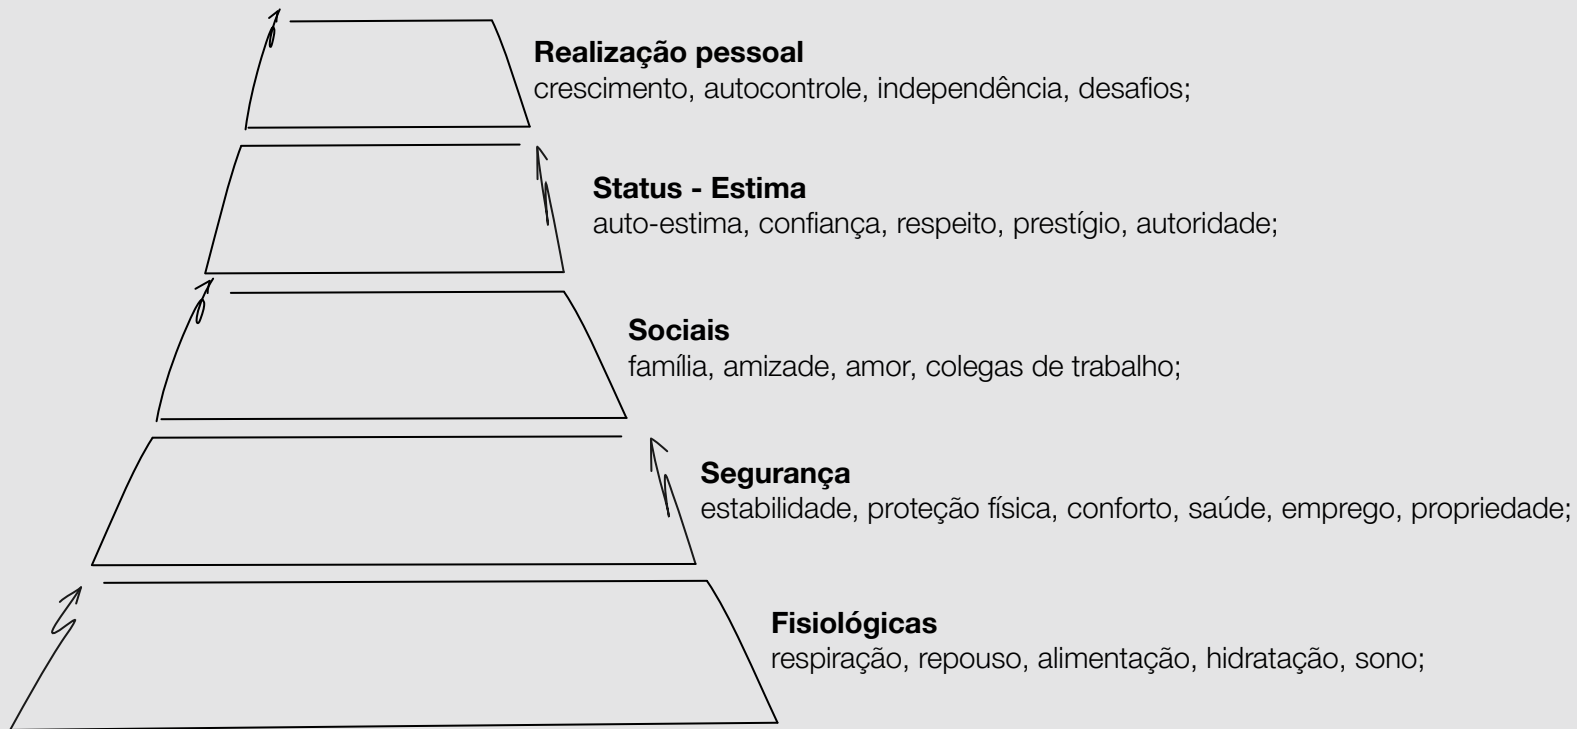 Realização pessoal
crescimento, autocontrole, independência, desafios;
Status - Estima
auto-estima, confiança, respeito, prestígio, autoridade;
Sociais
família, amizade, amor, colegas de trabalho;
Segurança
estabilidade, proteção física, conforto, saúde, emprego, propriedade;
Fisiológicas
respiração, repouso, alimentação, hidratação, sono;